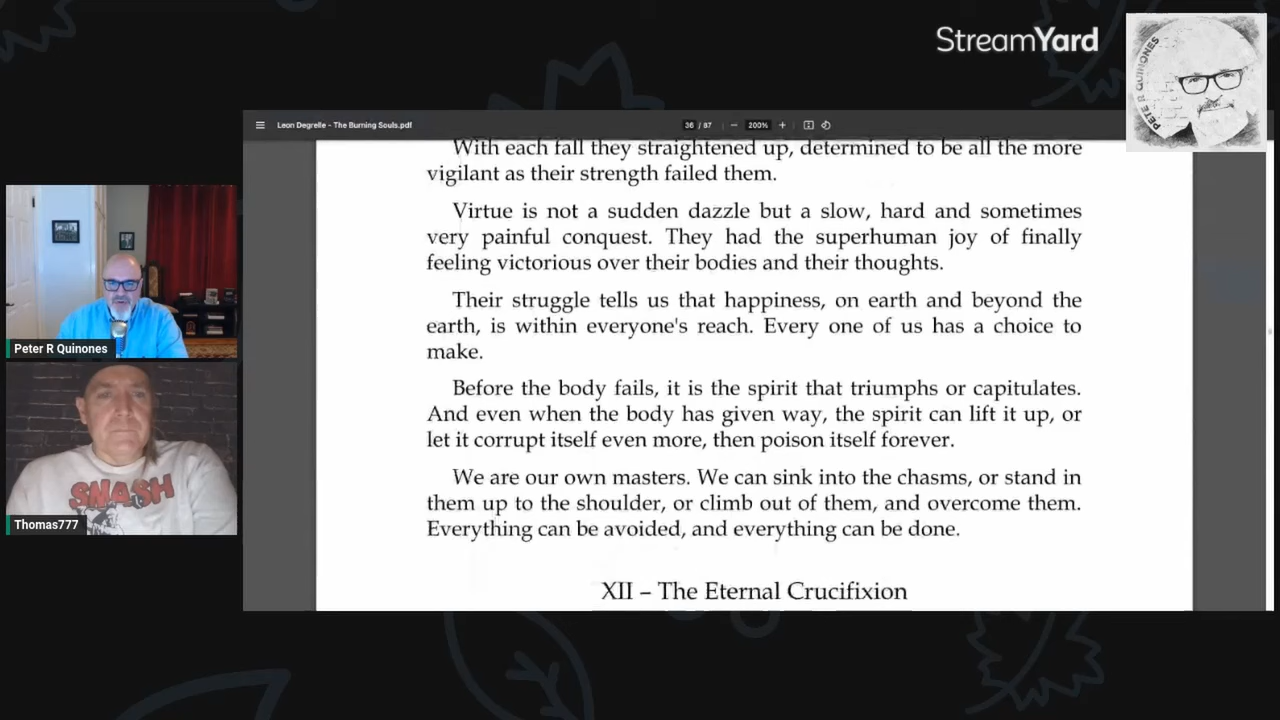 StreamYard
PETE R QUINONES
Leon Degrelle - The Burning Souls.pdf
36 / 87
200%
With each fall they straightened up, determined to be all the more
vigilant as their strength failed them.
Virtue is not a sudden dazzle but a slow, hard and sometimes
very painful conquest. They had the superhuman joy of finally
feeling victorious over their bodies and their thoughts.
Their struggle tells us that happiness, on earth and beyond the
earth, is within everyone's reach. Every one of us has a choice to
make.
Before the body fails, it is the spirit that triumphs or capitulates.
And even when the body has given way, the spirit can lift it up, or
let it corrupt itself even more, then poison itself forever.
We are our own masters. We can sink into the chasms, or stand in
them up to the shoulder, or climb out of them, and overcome them.
Everything can be avoided, and everything can be done.
XII – The Eternal Crucifixion
Peter R Quinones
SMASH
Thomas777